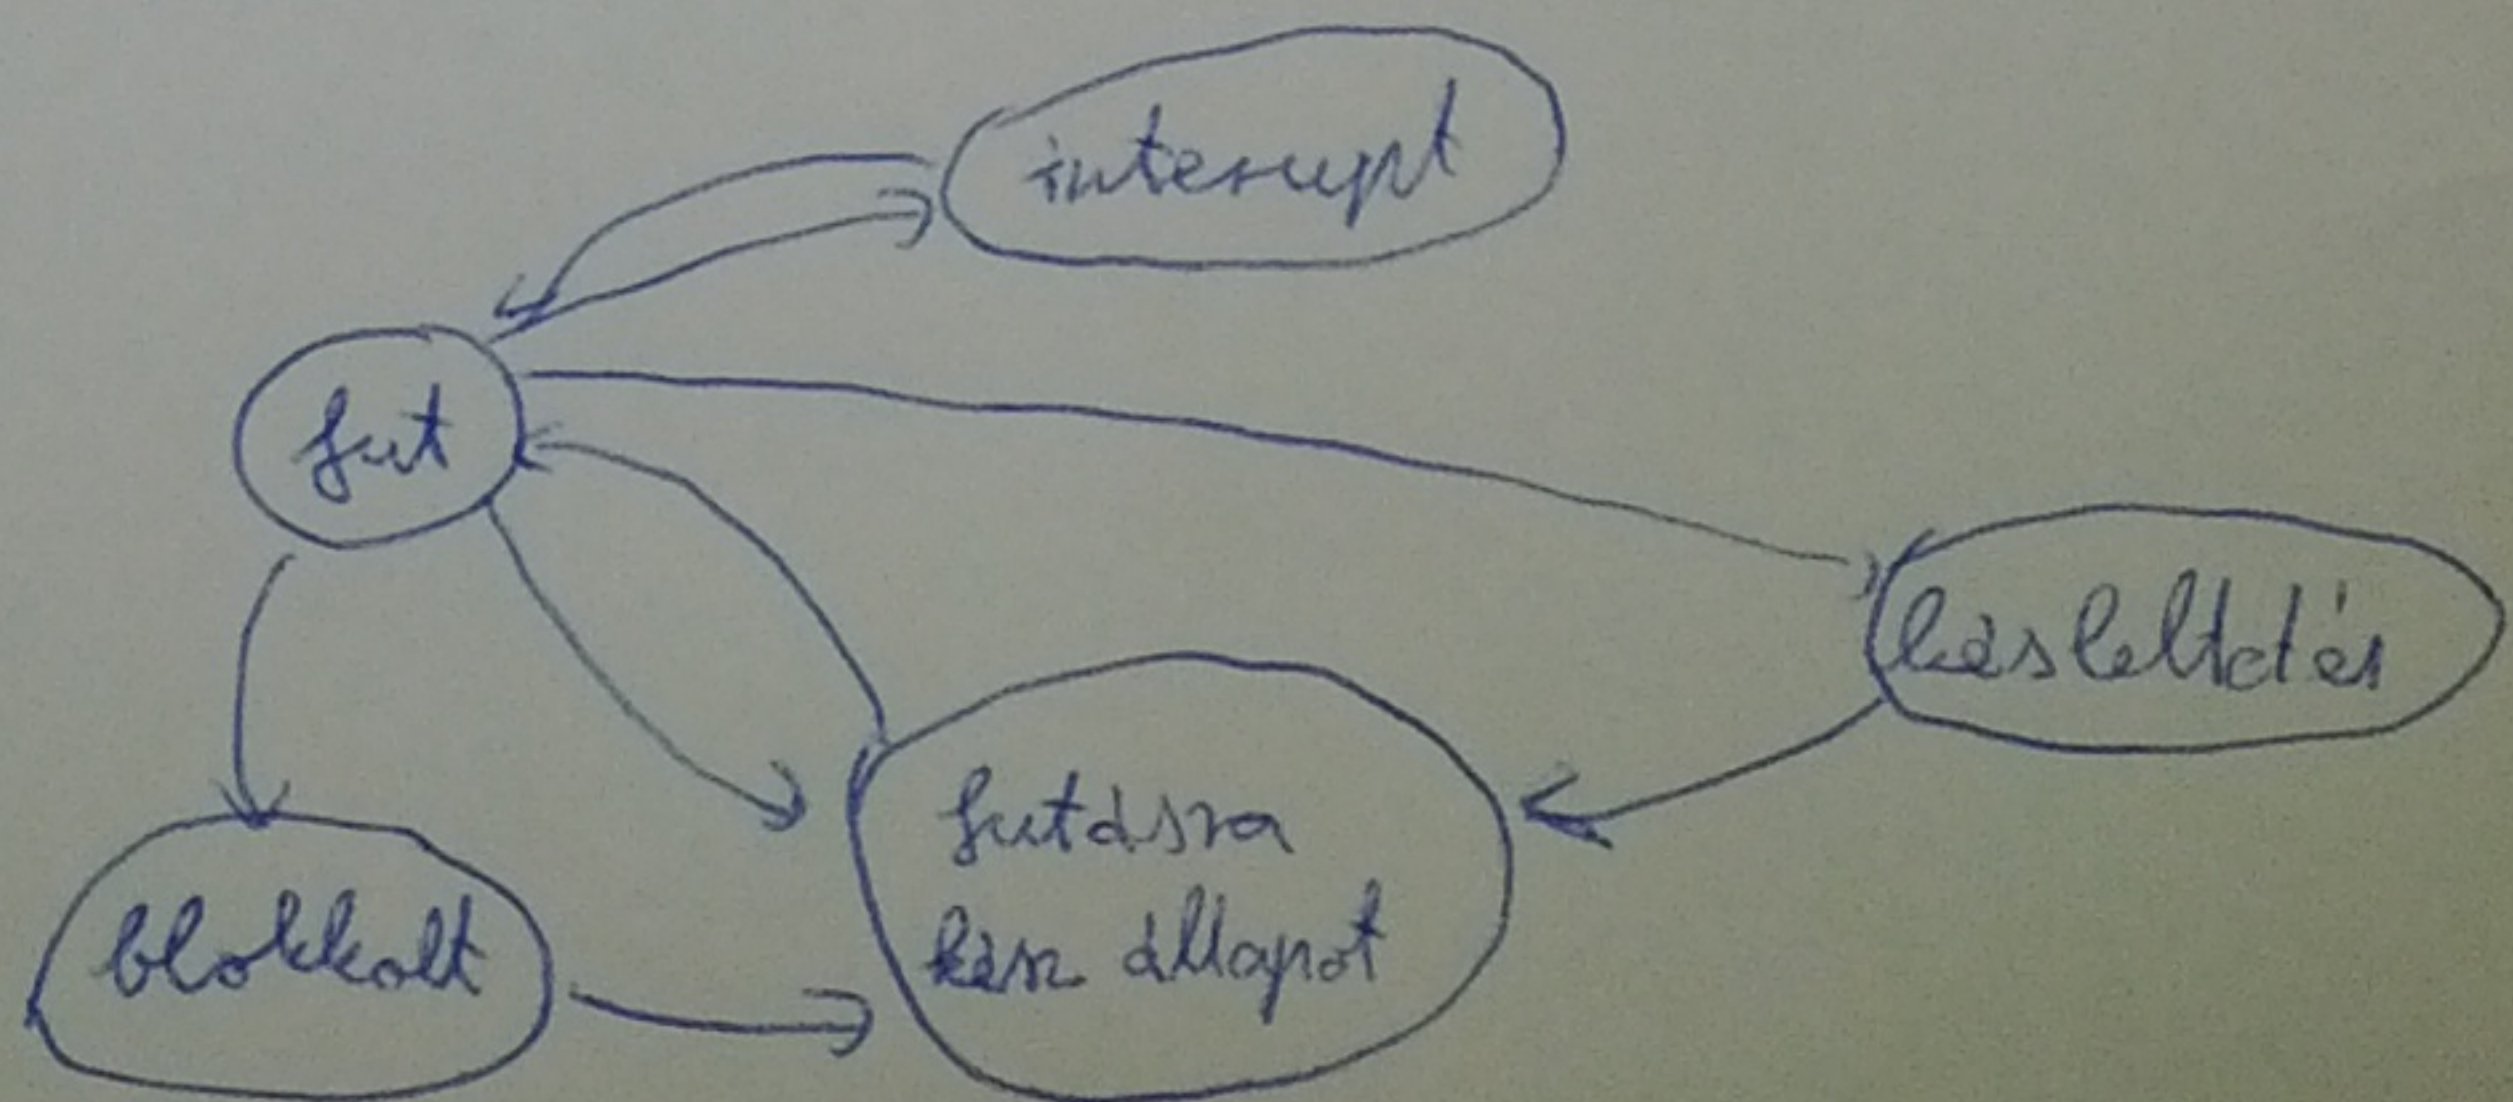 interupt
fut
késleltetés
futásra
kész állapot
blokkolt